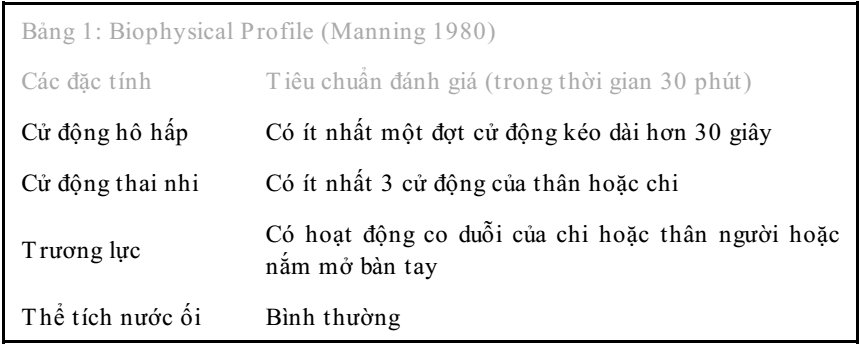 Bảng 1: Biophysical Profile (Manning 1980)
Các đặc tính Tiêu chuẩn đánh giá (trong thời gian 30 phút)
Cử động hô hấp Có ít nhất một đợt cử động kéo dài hơn 30 giây
Cử động thai nhi Có ít nhất 3 cử động của thân hoặc chi
Trương lực Có hoạt động co duỗi của chi hoặc thân người hoặc
nắm mở bàn tay
Thể tích nước ối Bình thường